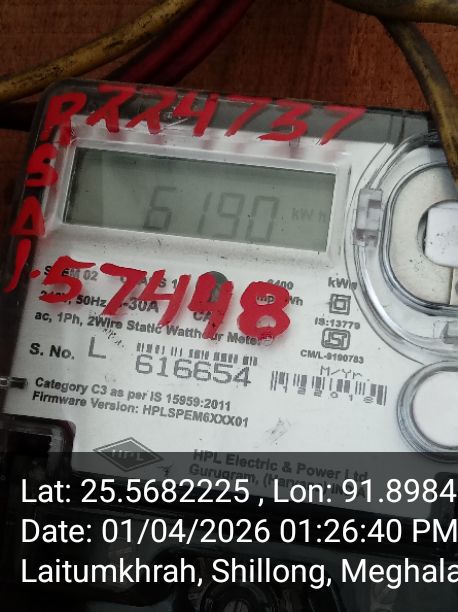 R224737
S
D
1.57448
6190 kWh
02
50Hz
-30A
ac, 1Ph, 2Wire Static Watthour Meter
kWh
IS:13779
CM/L-9190783
S. No. L 616654
M/Yr
Category C3 as per IS 15959:2011
Firmware Version: HPLSPEM6XXX01
HPL
HPL Electric & Power Ltd
Gurugram,
Lat: 25.5682225 , Lon: 91.8984
Date: 01/04/2026 01:26:40 PM
Laitumkhrah, Shillong, Meghala